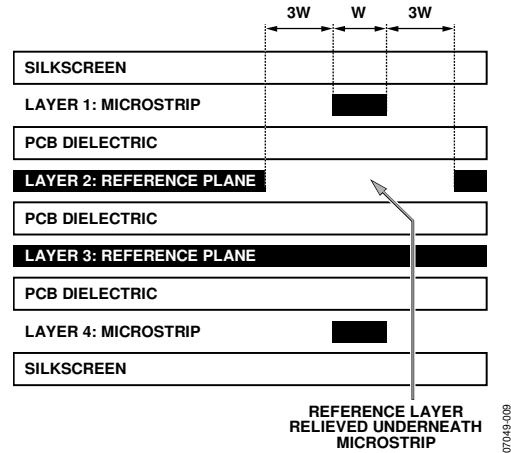 3W W 3W
SILKSCREEN
LAYER 1: MICROSTRIP
PCB DIELECTRIC
LAYER 2: REFERENCE PLANE
PCB DIELECTRIC
LAYER 3: REFERENCE PLANE
PCB DIELECTRIC
LAYER 4: MICROSTRIP
SILKSCREEN
REFERENCE LAYER
RELIEVED UNDERNEATH
MICROSTRIP
07049-009